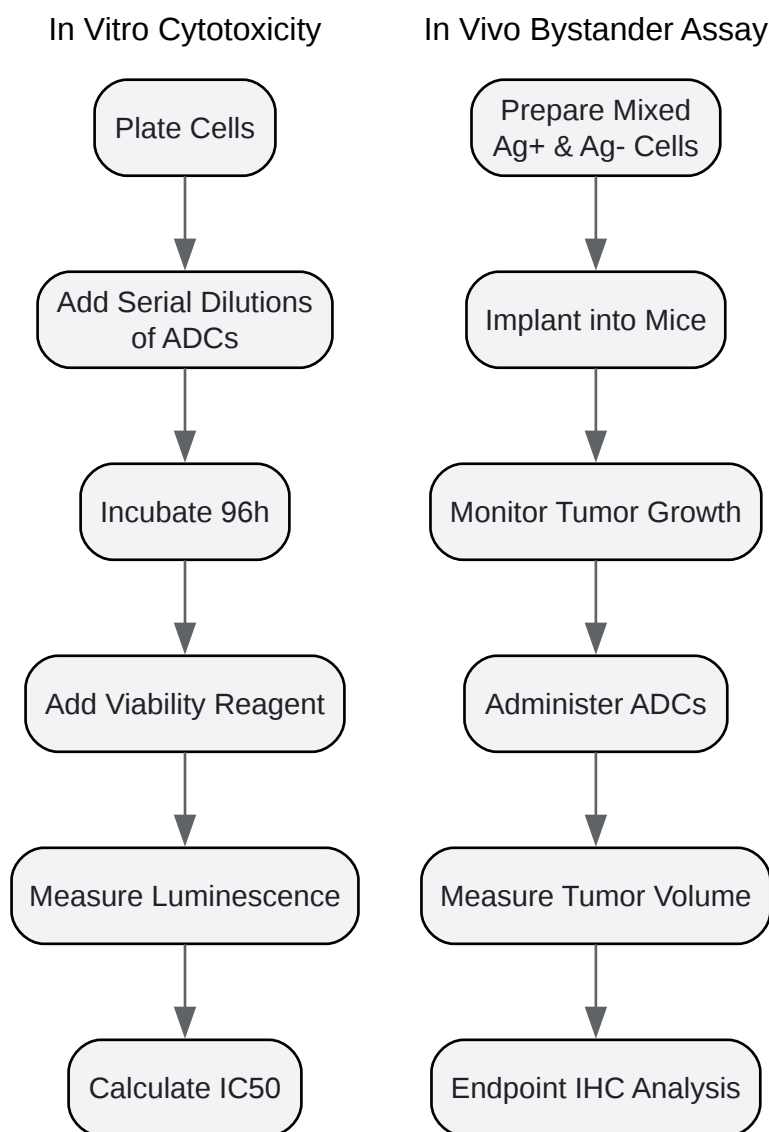 In Vitro Cytotoxicity
Plate Cells
Add Serial Dilutions
of ADCs
Incubate 96h
Add Viability Reagent
Measure Luminescence
Calculate IC50
In Vivo Bystander Assay
Prepare Mixed
Ag+ & Ag- Cells
Implant into Mice
Monitor Tumor Growth
Administer ADCs
Measure Tumor Volume
Endpoint IHC Analysis